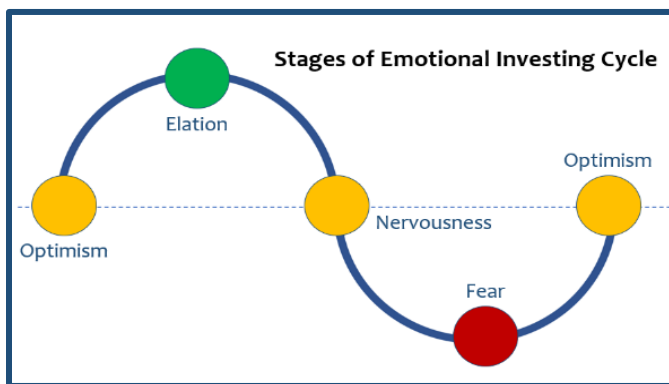 Stages of Emotional Investing Cycle
Elation
Optimism
Optimism
Nervousness
Fear